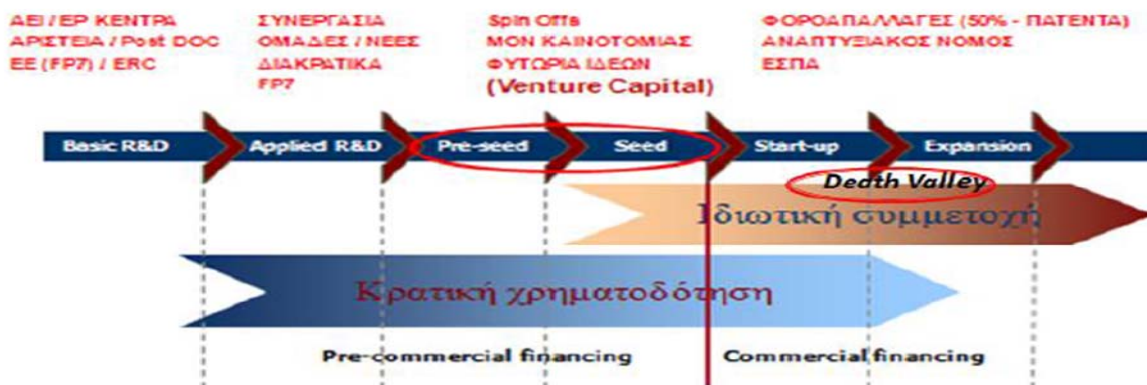 ΑΕΙ / ΕΡ ΚΕΝΤΡΑ
ΑΡΙΣΤΕΙΑ / Post DOC
ΕΕ (FP7) / ERC
ΣΥΝΕΡΓΑΣΙΑ
ΟΜΑΔΕΣ / ΝΕΕΣ
ΔΙΑΚΡΑΤΙΚΑ
FP7
Spin Offs
ΜΟΝ ΚΑΙΝΟΤΟΜΙΑΣ
ΦΥΤΩΡΙΑ ΙΔΕΩΝ
(Venture Capital)
ΦΟΡΟΑΠΑΛΛΑΓΕΣ (50% - ΠΑΤΕΝΤΑ)
ΑΝΑΠΤΥΞΙΑΚΟΣ ΝΟΜΟΣ
ΕΣΠΑ
Basic R&D
Applied R&D
Pre-seed
Seed
Start-up
Expansion
Death Valley
Ιδιωτική συμμετοχή
Κρατική χρηματοδότηση
Pre-commercial financing
Commercial financing